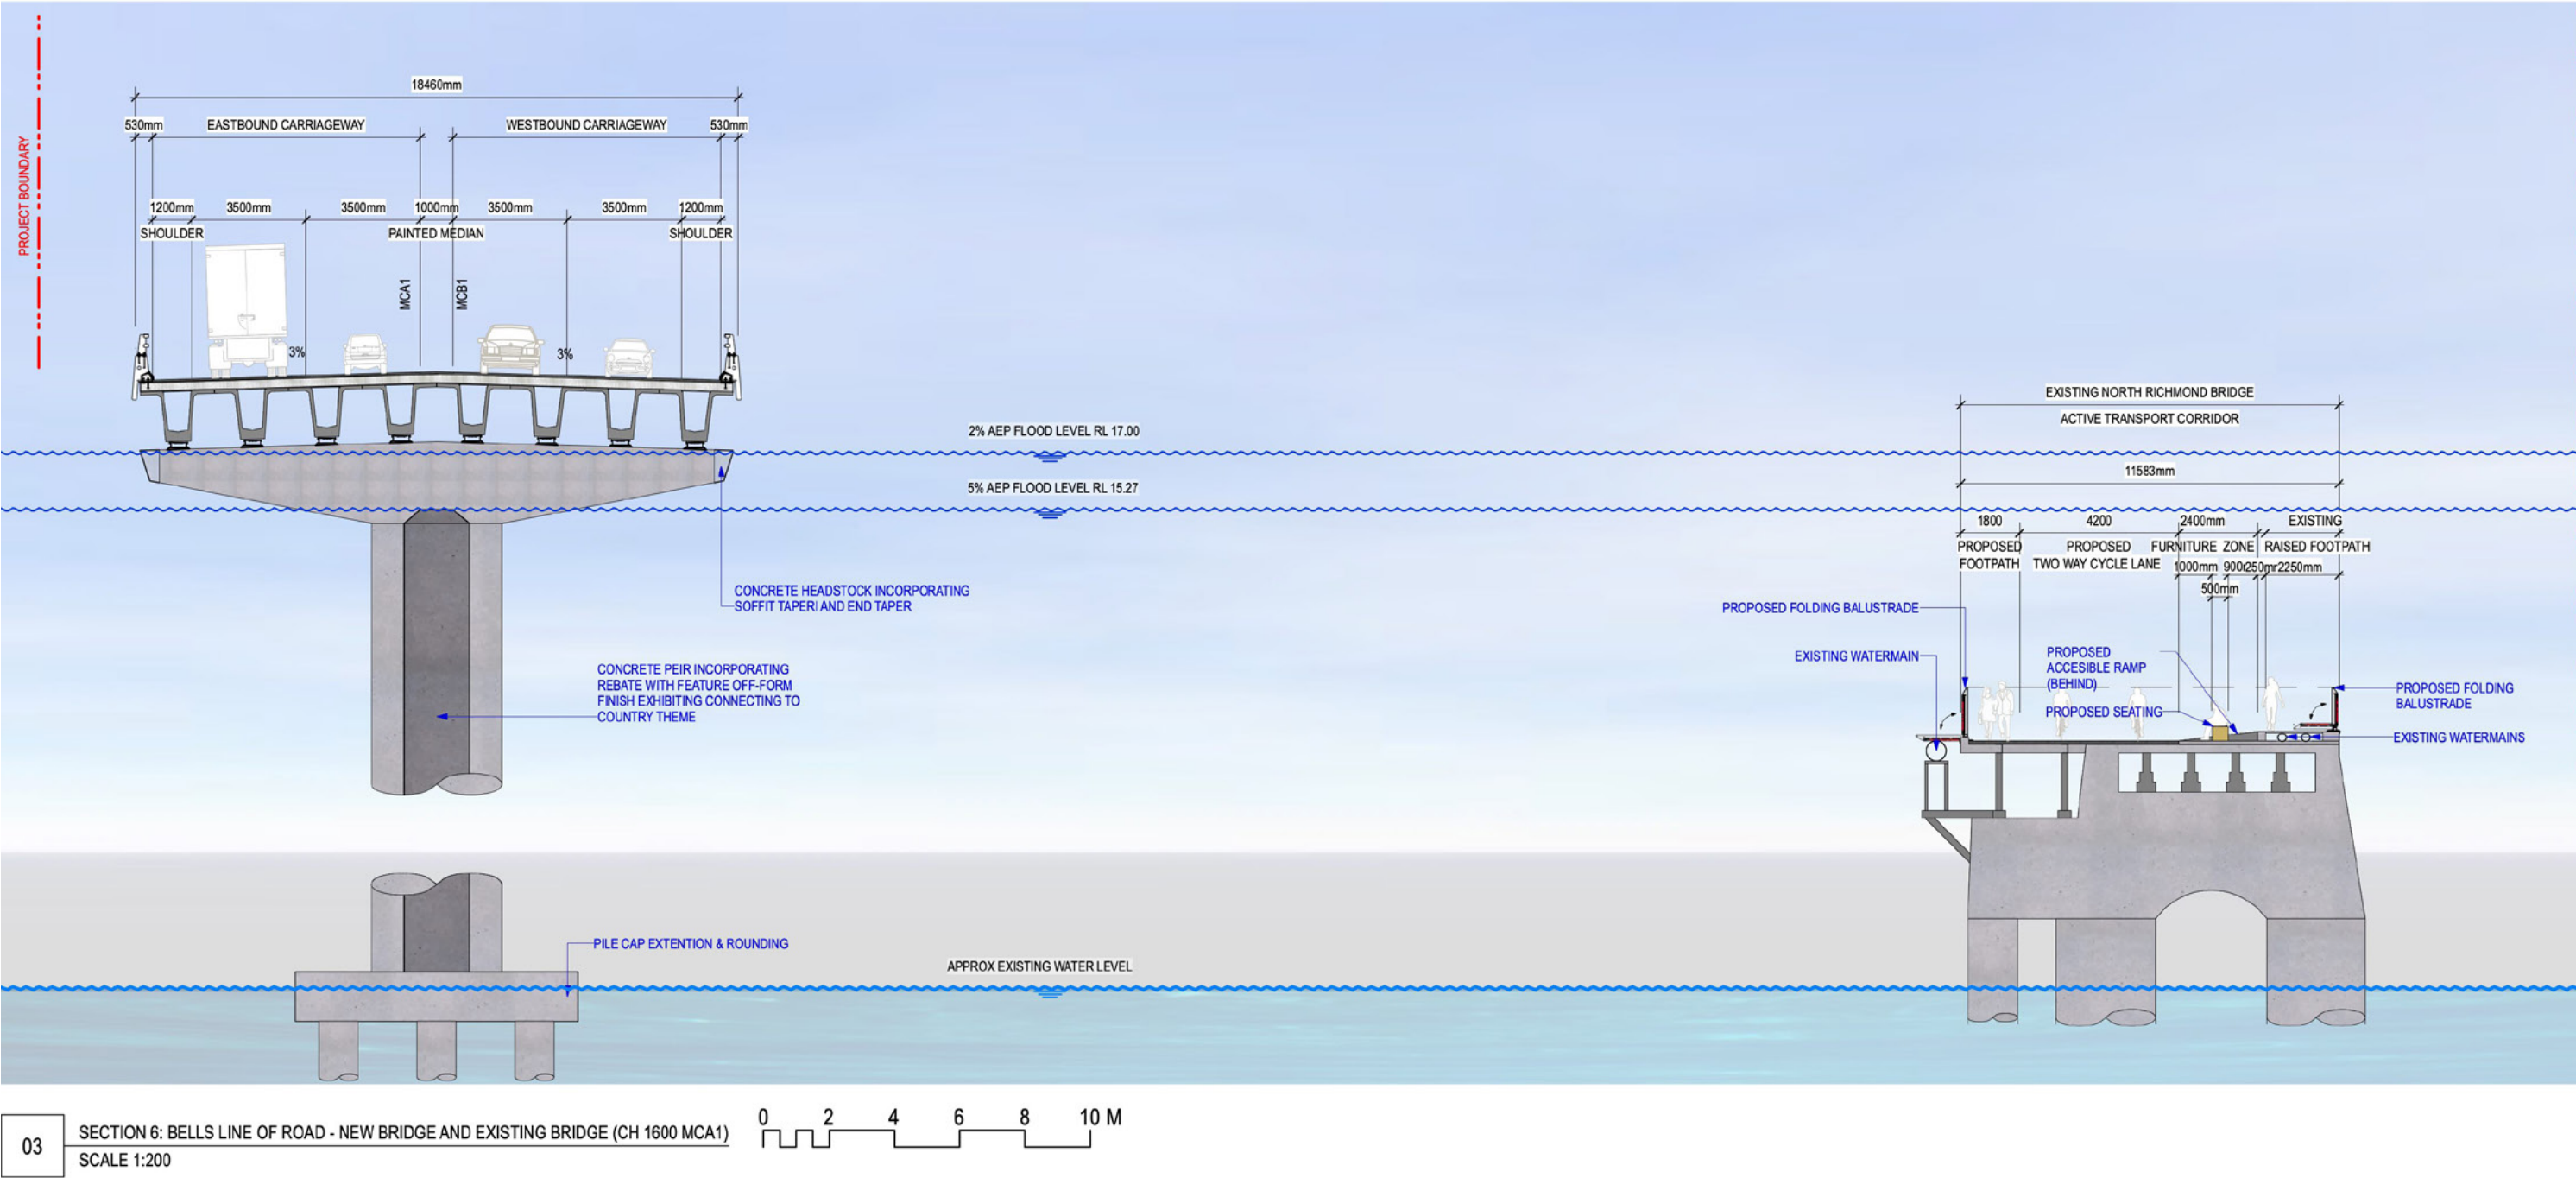 PROJECT BOUNDARY
18460mm
530mm
EASTBOUND CARRIAGEWAY
WESTBOUND CARRIAGEWAY
530mm
1200mm
3500mm
3500mm
1000mm
3500mm
3500mm
1200mm
SHOULDER
PAINTED MEDIAN
SHOULDER
MCA1
MCB1
3%
3%
2% AEP FLOOD LEVEL RL 17.00
5% AEP FLOOD LEVEL RL 15.27
CONCRETE HEADSTOCK INCORPORATING
SOFFIT TAPERI AND END TAPER
CONCRETE PEIR INCORPORATING
REBATE WITH FEATURE OFF-FORM
FINISH EXHIBITING CONNECTING TO
COUNTRY THEME
PILE CAP EXTENTION & ROUNDING
APPROX EXISTING WATER LEVEL
EXISTING NORTH RICHMOND BRIDGE
ACTIVE TRANSPORT CORRIDOR
11583mm
1800
4200
2400mm
EXISTING
PROPOSED
FOOTPATH
PROPOSED
TWO WAY CYCLE LANE
FURNITURE ZONE
RAISED FOOTPATH
1000mm
900
250m
2250mm
500mm
PROPOSED FOLDING BALUSTRADE
EXISTING WATERMAIN
PROPOSED
ACCESIBLE RAMP
(BEHIND)
PROPOSED SEATING
PROPOSED FOLDING
BALUSTRADE
EXISTING WATERMAINS
03
SECTION 6: BELLS LINE OF ROAD - NEW BRIDGE AND EXISTING BRIDGE (CH 1600 MCA1)
SCALE 1:200
0 2 4 6 8 10 M